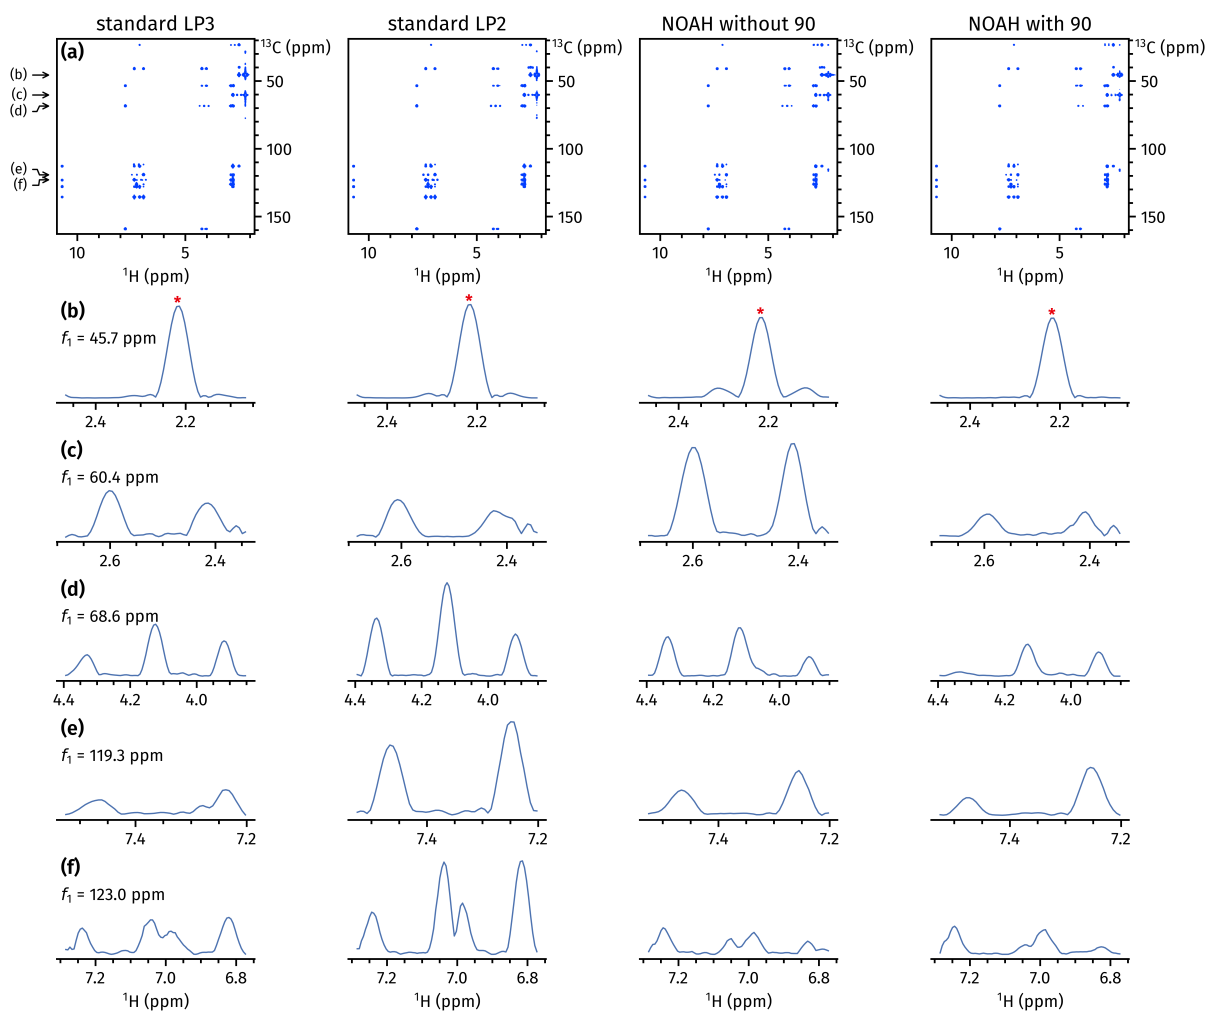 standard LP3 standard LP2 NOAH without 90 NOAH with 90
(a) ¹³C (ppm) ¹³C (ppm) ¹³C (ppm) ¹³C (ppm)
(b) 50 50 50 50
(c)
(d)
100 100 100 100
(e)
(f)
150 150 150 150
10 5 10 5 10 5 10 5
¹H (ppm) ¹H (ppm) ¹H (ppm) ¹H (ppm)
(b) * * * *
f₁ = 45.7 ppm
2.4 2.2 2.4 2.2 2.4 2.2 2.4 2.2
(c)
f₁ = 60.4 ppm
2.6 2.4 2.6 2.4 2.6 2.4 2.6 2.4
(d)
f₁ = 68.6 ppm
4.4 4.2 4.0 4.4 4.2 4.0 4.4 4.2 4.0 4.4 4.2 4.0
(e)
f₁ = 119.3 ppm
7.4 7.2 7.4 7.2 7.4 7.2 7.4 7.2
(f)
f₁ = 123.0 ppm
7.2 7.0 6.8 7.2 7.0 6.8 7.2 7.0 6.8 7.2 7.0 6.8
¹H (ppm) ¹H (ppm) ¹H (ppm) ¹H (ppm)